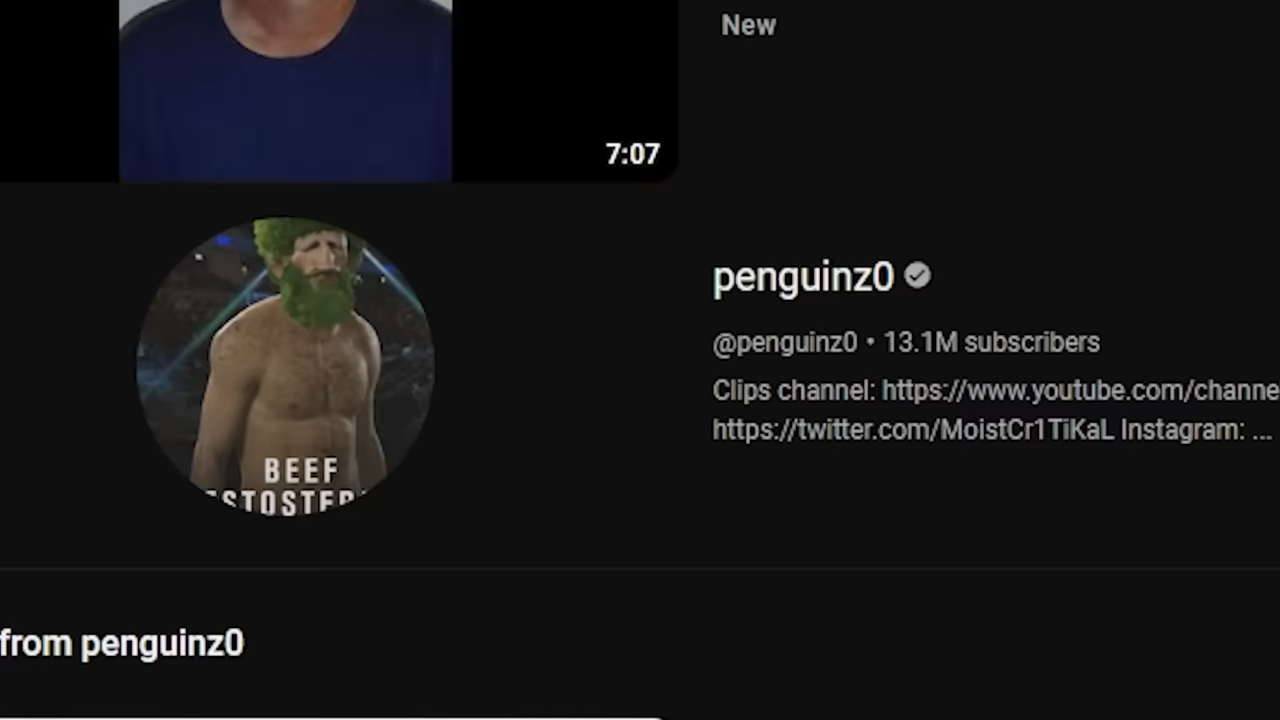 New
7:07
penguinz0
@penguinz0 • 13.1M subscribers
Clips channel: https://www.youtube.com/channe
https://twitter.com/MoistCr1TiKaL Instagram: ...
BEEF
from penguinz0